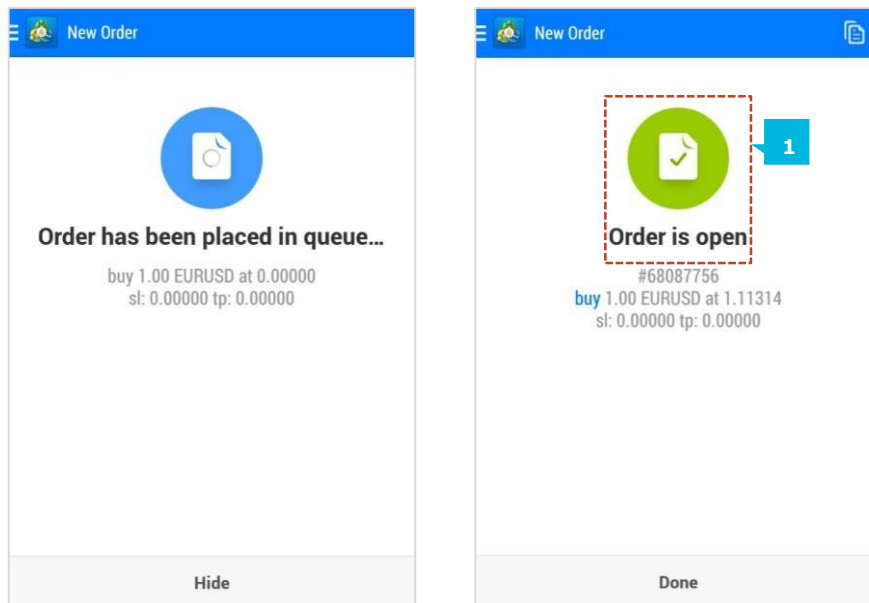 New Order
Order has been placed in queue...
buy 1.00 EURUSD at 0.00000
sl: 0.00000 tp: 0.00000
Hide
New Order
1
Order is open
#68087756
buy 1.00 EURUSD at 1.11314
sl: 0.00000 tp: 0.00000
Done